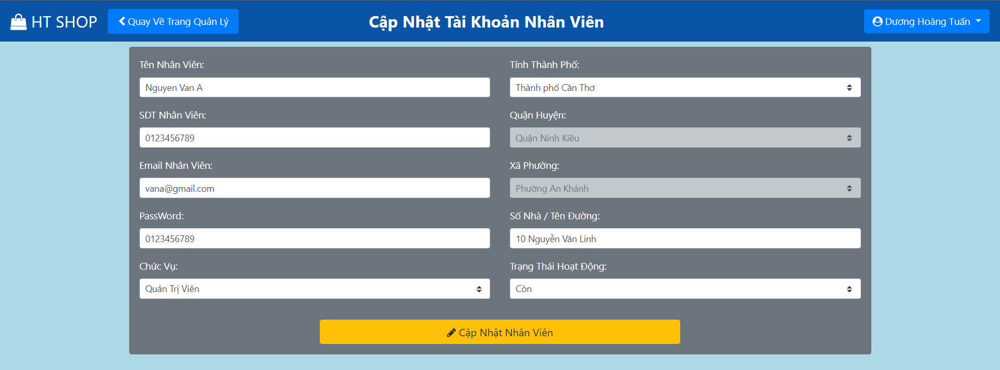 HT SHOP
Quay Về Trang Quản Lý
Cập Nhật Tài Khoản Nhân Viên
Dương Hoàng Tuấn
Tên Nhân Viên:
Nguyen Van A
SDT Nhân Viên:
0123456789
Email Nhân Viên:
vana@gmail.com
PassWord:
0123456789
Chức Vụ:
Quản Trị Viên
Tỉnh Thành Phố:
Thành phố Cần Thơ
Quận Huyện:
Quận Ninh Kiều
Xã Phường:
Phường An Khánh
Số Nhà / Tên Đường:
10 Nguyễn Văn Linh
Trạng Thái Hoạt Động:
Còn
Cập Nhật Nhân Viên